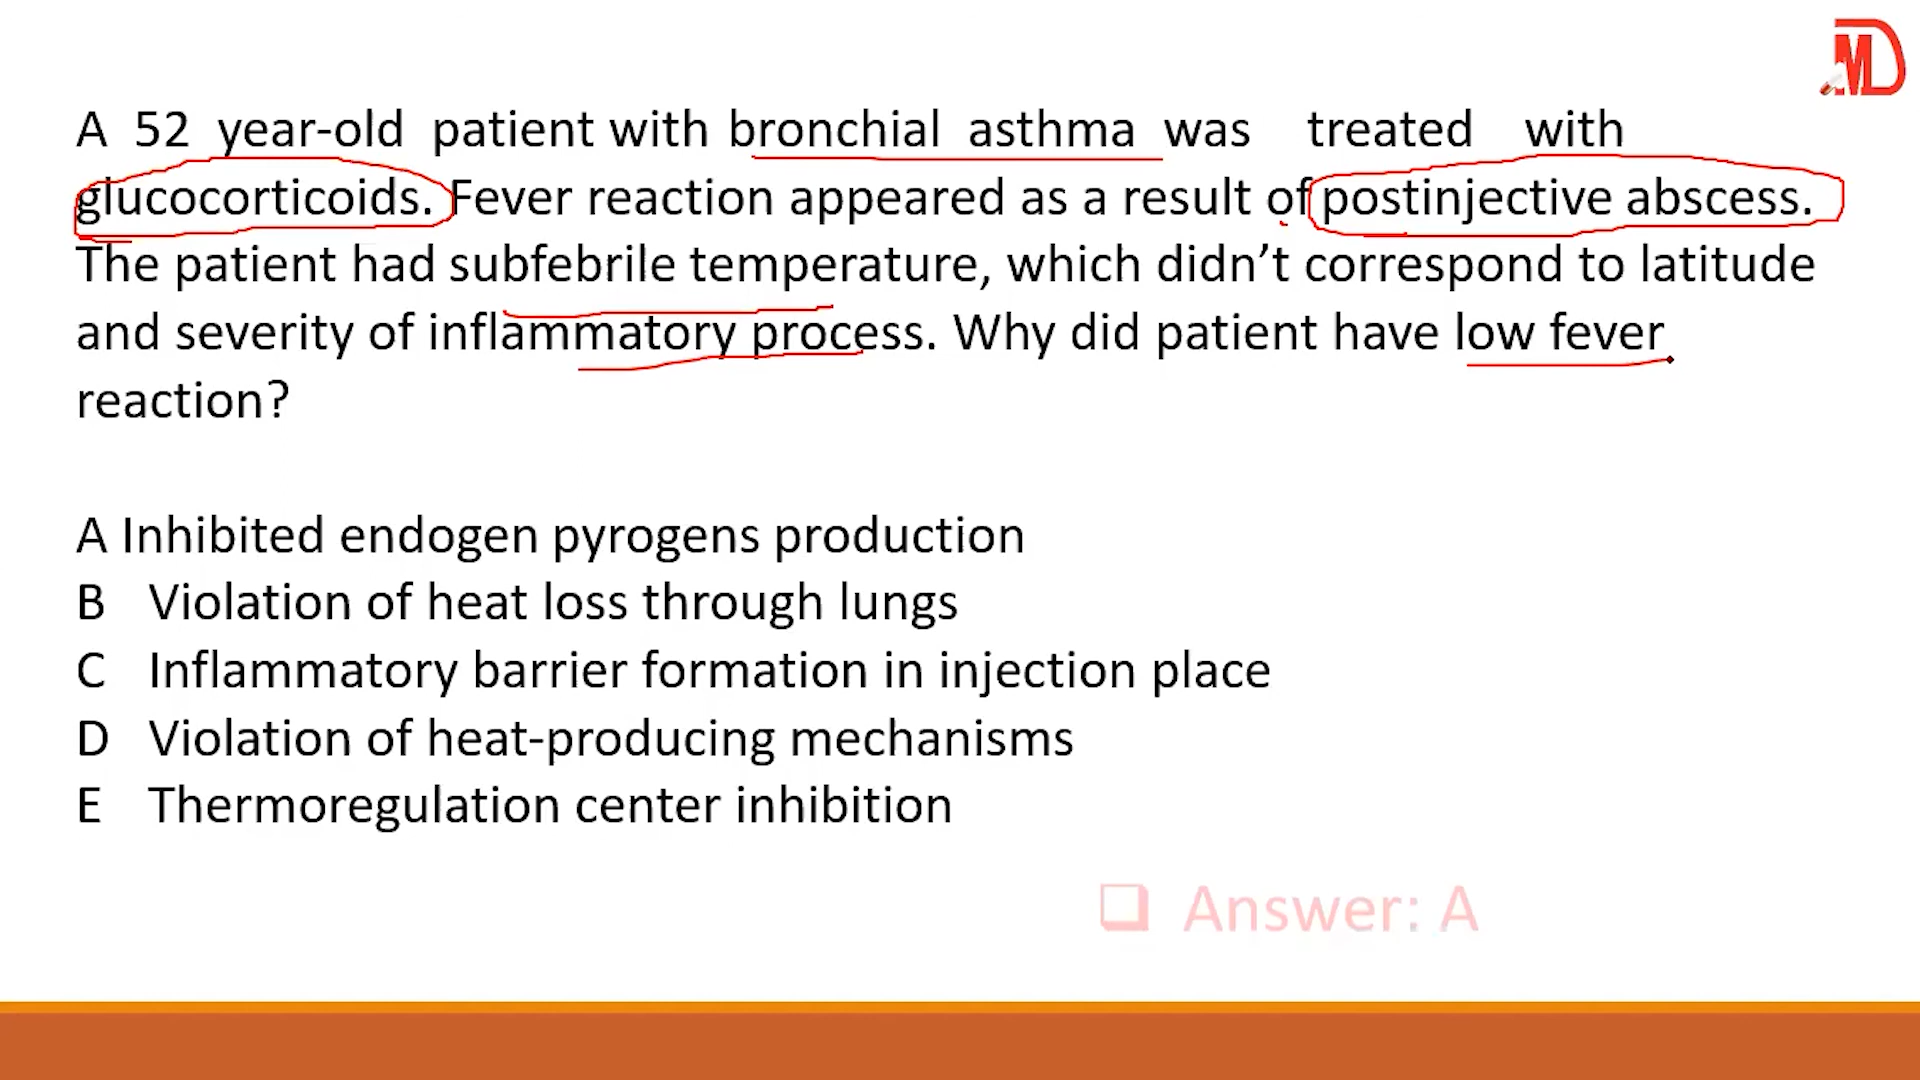 MD
A 52 year-old patient with bronchial asthma was treated with
glucocorticoids. Fever reaction appeared as a result of postinjective abscess.
The patient had subfebrile temperature, which didn’t correspond to latitude
and severity of inflammatory process. Why did patient have low fever
reaction?
A Inhibited endogen pyrogens production
B Violation of heat loss through lungs
C Inflammatory barrier formation in injection place
D Violation of heat-producing mechanisms
E Thermoregulation center inhibition
❑ Answer: A